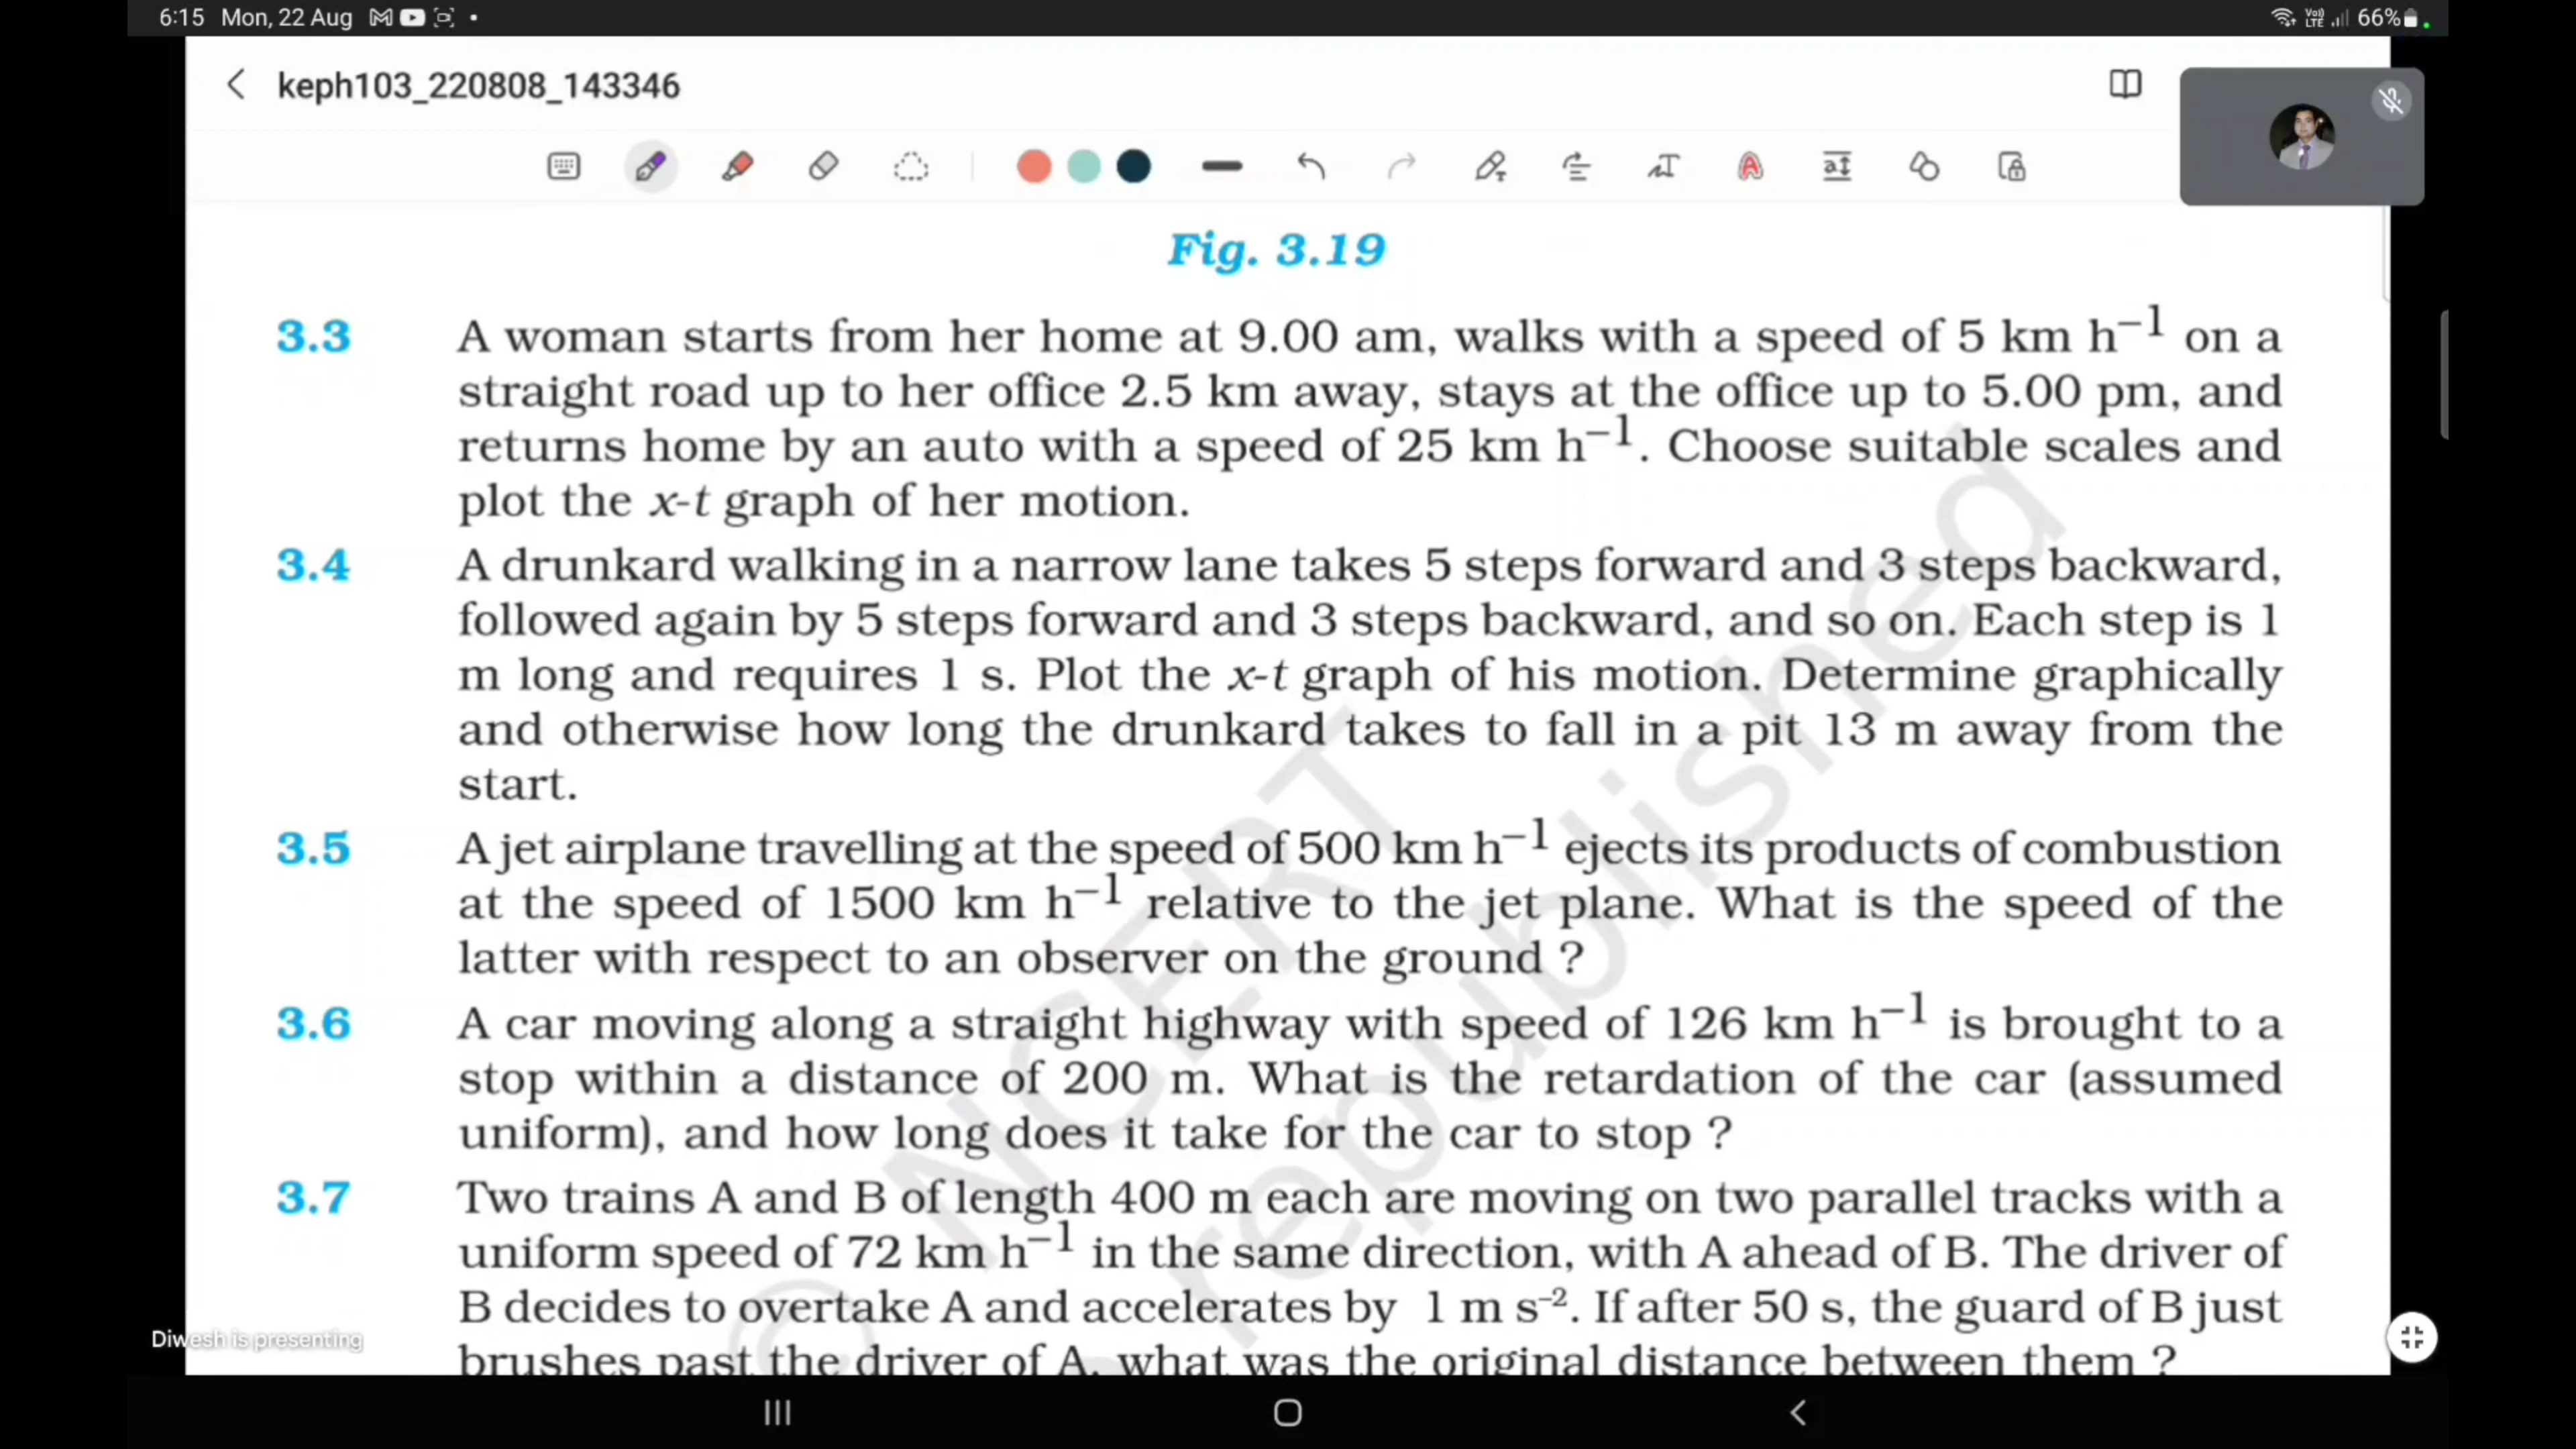 6:15 Mon, 22 Aug
Vo)) LTE 66%
keph103_220808_143346
Fig. 3.19
3.3 A woman starts from her home at 9.00 am, walks with a speed of 5 km h⁻¹ on a
straight road up to her office 2.5 km away, stays at the office up to 5.00 pm, and
returns home by an auto with a speed of 25 km h⁻¹. Choose suitable scales and
plot the x-t graph of her motion.
3.4 A drunkard walking in a narrow lane takes 5 steps forward and 3 steps backward,
followed again by 5 steps forward and 3 steps backward, and so on. Each step is 1
m long and requires 1 s. Plot the x-t graph of his motion. Determine graphically
and otherwise how long the drunkard takes to fall in a pit 13 m away from the
start.
3.5 A jet airplane travelling at the speed of 500 km h⁻¹ ejects its products of combustion
at the speed of 1500 km h⁻¹ relative to the jet plane. What is the speed of the
latter with respect to an observer on the ground ?
3.6 A car moving along a straight highway with speed of 126 km h⁻¹ is brought to a
stop within a distance of 200 m. What is the retardation of the car (assumed
uniform), and how long does it take for the car to stop ?
3.7 Two trains A and B of length 400 m each are moving on two parallel tracks with a
uniform speed of 72 km h⁻¹ in the same direction, with A ahead of B. The driver of
B decides to overtake A and accelerates by 1 m s⁻². If after 50 s, the guard of B just
brushes past the driver of A, what was the original distance between them ?
Diwesh is presenting
© NCERT
republished